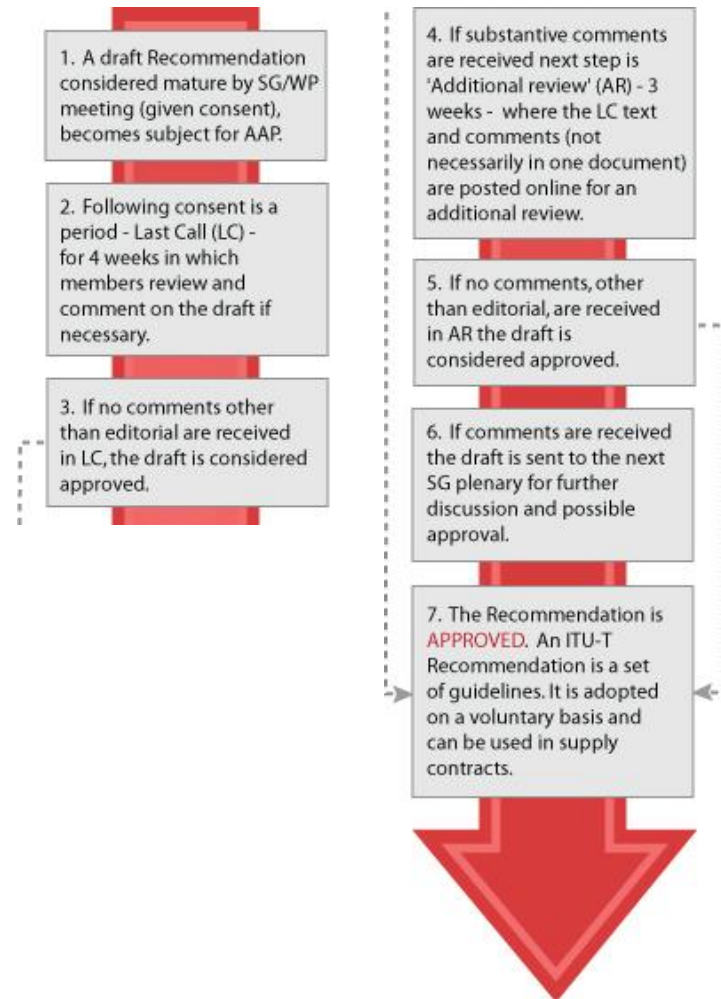 1. A draft Recommendation
considered mature by SG/WP
meeting (given consent),
becomes subject for AAP.
2. Following consent is a
period - Last Call (LC) -
for 4 weeks in which
members review and
comment on the draft if
necessary.
3. If no comments other
than editorial are received
in LC, the draft is considered
approved.
4. If substantive comments
are received next step is
'Additional review' (AR) - 3
weeks - where the LC text
and comments (not
necessarily in one document)
are posted online for an
additional review.
5. If no comments, other
than editorial, are received
in AR the draft is
considered approved.
6. If comments are received
the draft is sent to the next
SG plenary for further
discussion and possible
approval.
7. The Recommendation is
APPROVED. An ITU-T
Recommendation is a set
of guidelines. It is adopted
on a voluntary basis and
can be used in supply
contracts.